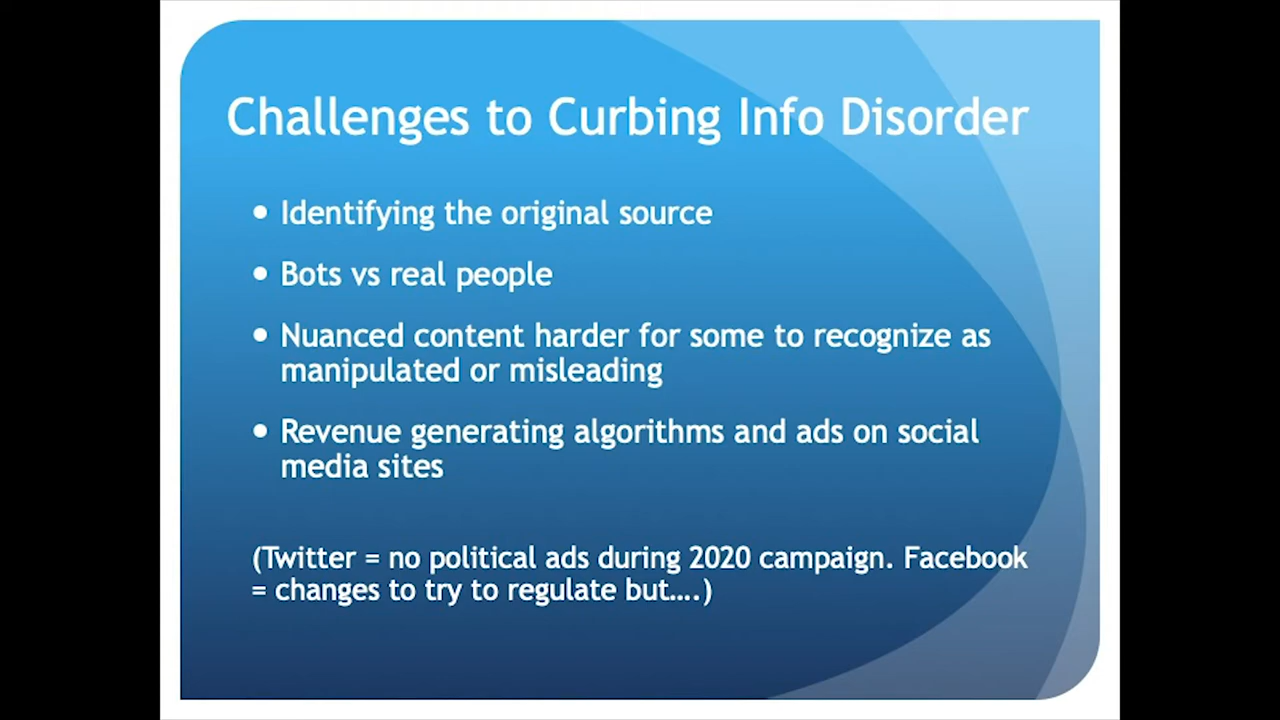 Challenges to Curbing Info Disorder
• Identifying the original source
• Bots vs real people
• Nuanced content harder for some to recognize as
manipulated or misleading
• Revenue generating algorithms and ads on social
media sites
(Twitter = no political ads during 2020 campaign. Facebook
= changes to try to regulate but….)